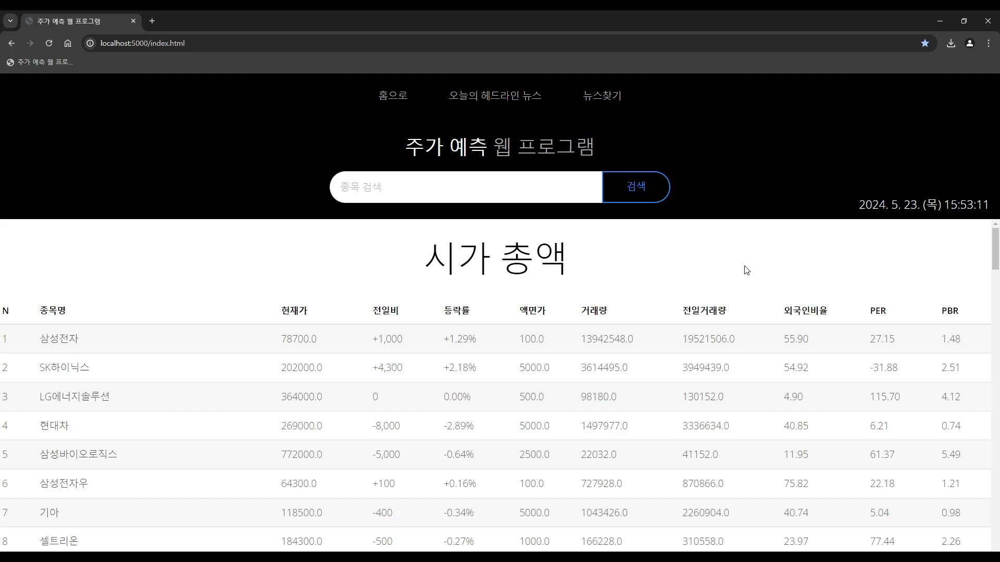 주가 예측 웹 프로그램
localhost:5000/index.html
주가 예측 웹 프로...
홈으로 오늘의 헤드라인 뉴스 뉴스찾기
주가 예측 웹 프로그램
종목 검색 검색
2024. 5. 23. (목) 15:53:11
시가 총액
N 종목명 현재가 전일비 등락률 액면가 거래량 전일거래량 외국인비율 PER PBR
1 삼성전자 78700.0 +1,000 +1.29% 100.0 13942548.0 19521506.0 55.90 27.15 1.48
2 SK하이닉스 202000.0 +4,300 +2.18% 5000.0 3614495.0 3949439.0 54.92 -31.88 2.51
3 LG에너지솔루션 364000.0 0 0.00% 500.0 98180.0 130152.0 4.90 115.70 4.12
4 현대차 269000.0 -8,000 -2.89% 5000.0 1497977.0 3336634.0 40.85 6.21 0.74
5 삼성바이오로직스 772000.0 -5,000 -0.64% 2500.0 22032.0 41152.0 11.95 61.37 5.49
6 삼성전자우 64300.0 +100 +0.16% 100.0 727928.0 870866.0 75.82 22.18 1.21
7 기아 118500.0 -400 -0.34% 5000.0 1043426.0 2260904.0 40.74 5.04 0.98
8 셀트리온 184300.0 -500 -0.27% 1000.0 166228.0 310558.0 23.97 77.44 2.26